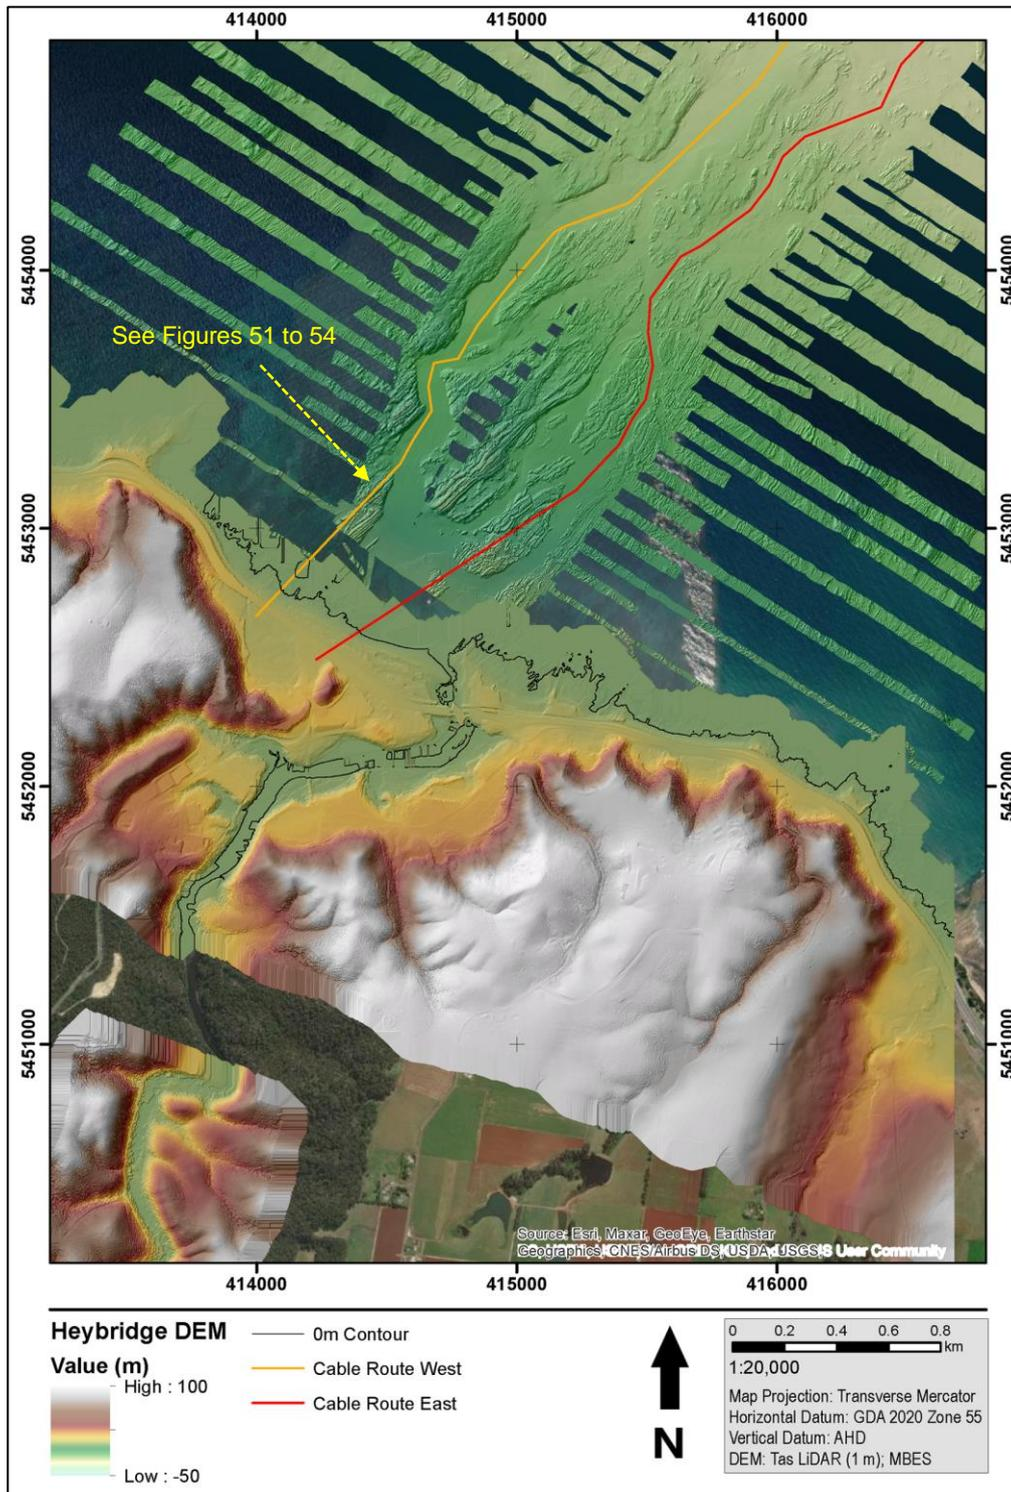 414000 415000 416000
5454000 5454000
See Figures 51 to 54
5453000 5453000
5452000 5452000
5451000 5451000
Source: Esri, Maxar, GeoEye, Earthstar
Geographics, CNES/Airbus DS, USDA, USGS, User Community
414000 415000 416000
Heybridge DEM
Value (m)
High : 100
Low : -50
0m Contour
Cable Route West
Cable Route East
N
0 0.2 0.4 0.6 0.8
km
1:20,000
Map Projection: Transverse Mercator
Horizontal Datum: GDA 2020 Zone 55
Vertical Datum: AHD
DEM: Tas LiDAR (1 m); MBES